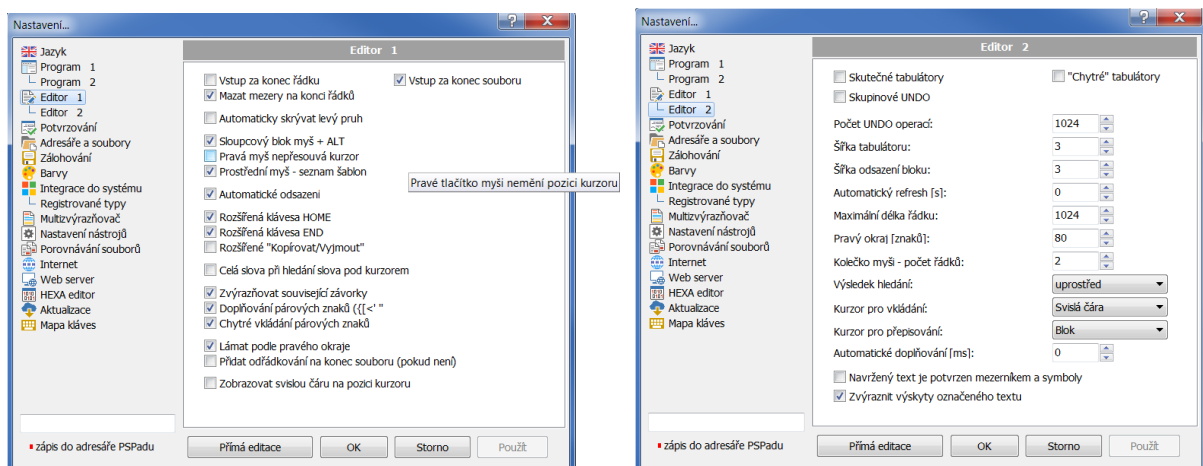 Nastavení...
Jazyk
Program 1
Program 2
Editor 1
Editor 2
Potvrzování
Adresáře a soubory
Zálohování
Barvy
Integrace do systému
Registrované typy
Multizvýrazňovač
Nastavení nástrojů
Porovnávání souborů
Internet
Web server
HEXA editor
Aktualizace
Mapa kláves
zápis do adresáře PSPadu
Editor 1
Vstup za konec řádku
Vstup za konec souboru
Mazat mezery na konci řádků
Automaticky skrývat levý pruh
Sloupcový blok myš + ALT
Pravá myš nepřesouvá kurzor
Prostřední myš - seznam šablon
Pravé tlačítko myši nemění pozici kurzoru
Automatické odsazení
Rozšířená klávesa HOME
Rozšířená klávesa END
Rozšířené "Kopírovat/Vyjmout"
Celá slova při hledání slova pod kurzorem
Zvýrazňovat související závorky
Doplňování párových znaků ({[<' "
Chytré vkládání párových znaků
Lámat podle pravého okraje
Přidat odřádkování na konec souboru (pokud není)
Zobrazovat svislou čáru na pozici kurzoru
Přímá editace
OK
Storno
Použít
Nastavení...
Jazyk
Program 1
Program 2
Editor 1
Editor 2
Potvrzování
Adresáře a soubory
Zálohování
Barvy
Integrace do systému
Registrované typy
Multizvýrazňovač
Nastavení nástrojů
Porovnávání souborů
Internet
Web server
HEXA editor
Aktualizace
Mapa kláves
zápis do adresáře PSPadu
Editor 2
Skutečné tabulátory
"Chytré" tabulátory
Skupinové UNDO
Počet UNDO operací: 1024
Šířka tabulátoru: 3
Šířka odsazení bloku: 3
Automatický refresh [s]: 0
Maximální délka řádku: 1024
Pravý okraj [znaků]: 80
Kolečko myši - počet řádků: 2
Výsledek hledání: uprostřed
Kurzor pro vkládání: Svislá čára
Kurzor pro přepisování: Blok
Automatické doplňování [ms]: 0
Navržený text je potvrzen mezerníkem a symboly
Zvýraznit výskyty označeného textu
Přímá editace
OK
Storno
Použít